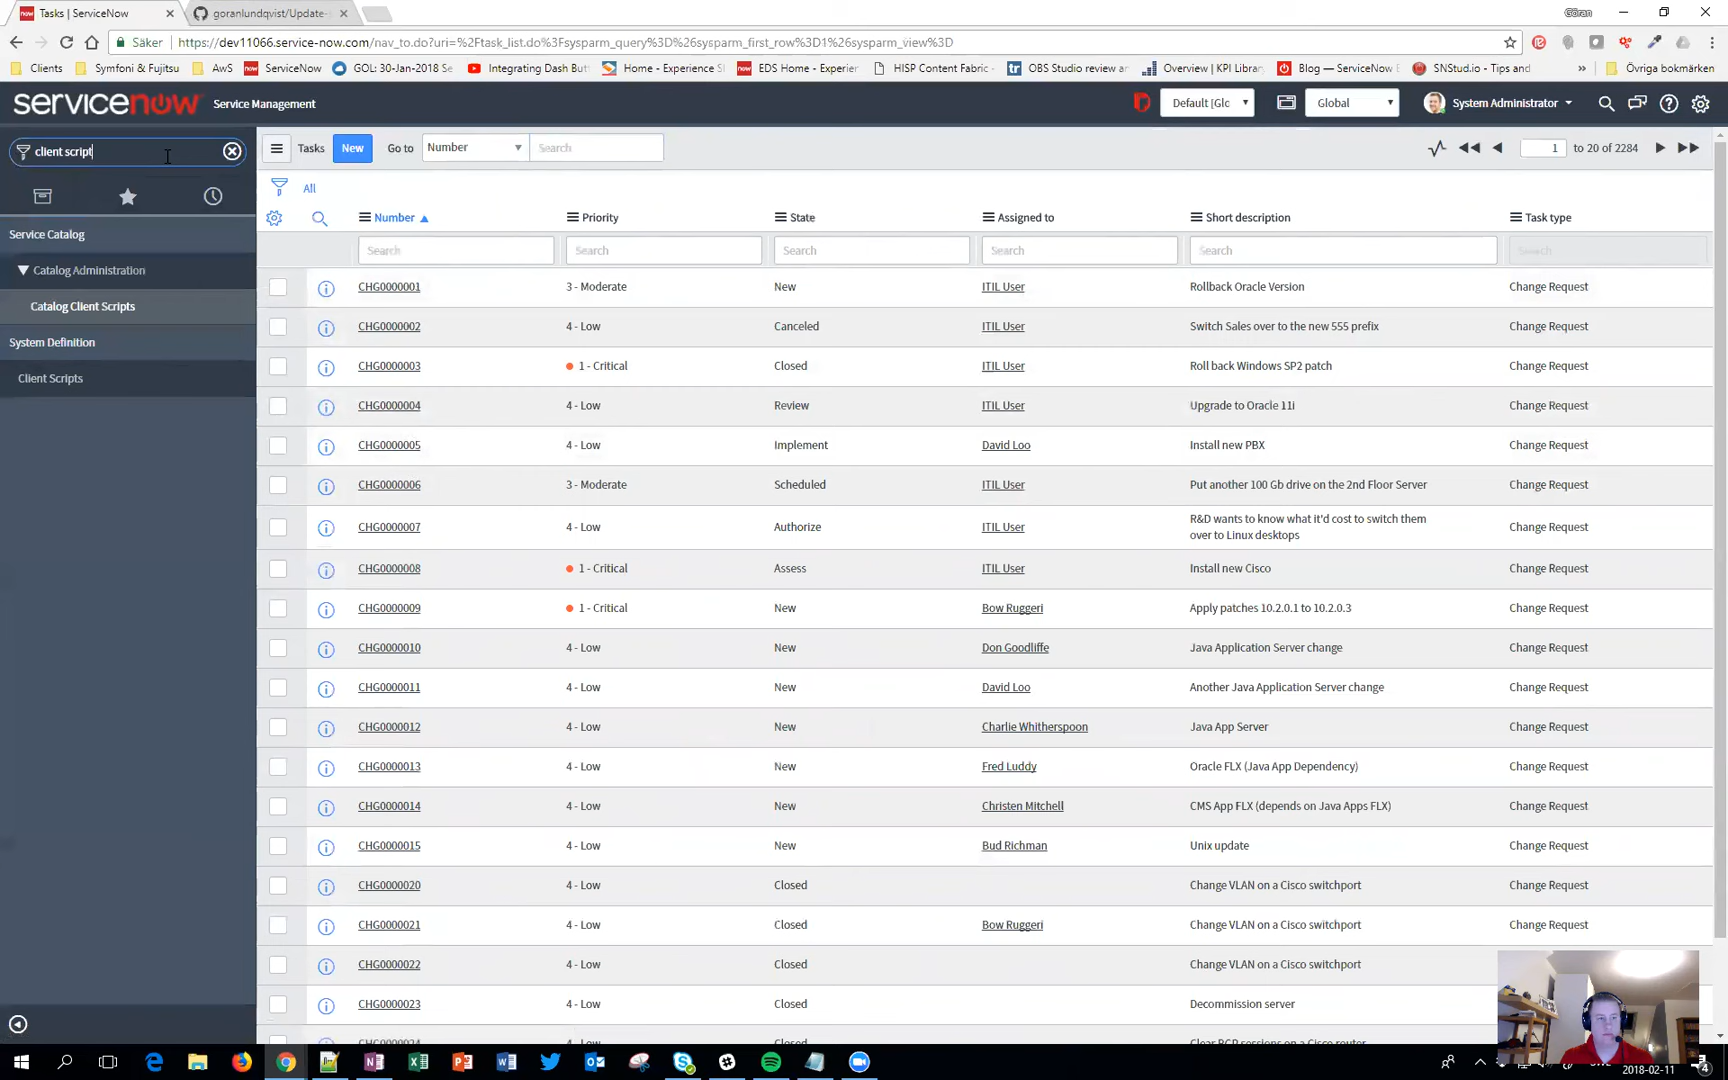 Tasks | ServiceNow
goranlundqvist/Update-
Göran
Säker
https://dev11066.service-now.com/nav_to.do?uri=%2Ftask_list.do%3Fsysparm_query%3D%26sysparm_first_row%3D1%26sysparm_view%3D
Clients
Symfoni & Fujitsu
AwS
ServiceNow
GOL: 30-Jan-2018 Se
Integrating Dash Butt
Home - Experience S
EDS Home - Experien
HISP Content Fabric -
OBS Studio review a
Overview | KPI Library
Blog — ServiceNow E
SNStud.io - Tips and
Övriga bokmärken
servicenow Service Management
Default [Glc
Global
System Administrator
client script
Tasks New Go to Number Search
1 to 20 of 2284
All
Number Priority State Assigned to Short description Task type
Search Search Search Search Search Search
Service Catalog
Catalog Administration
Catalog Client Scripts
System Definition
Client Scripts
CHG0000001 3 - Moderate New ITIL User Rollback Oracle Version Change Request
CHG0000002 4 - Low Canceled ITIL User Switch Sales over to the new 555 prefix Change Request
CHG0000003 1 - Critical Closed ITIL User Roll back Windows SP2 patch Change Request
CHG0000004 4 - Low Review ITIL User Upgrade to Oracle 11i Change Request
CHG0000005 4 - Low Implement David Loo Install new PBX Change Request
CHG0000006 3 - Moderate Scheduled ITIL User Put another 100 Gb drive on the 2nd Floor Server Change Request
CHG0000007 4 - Low Authorize ITIL User R&D wants to know what it'd cost to switch them
over to Linux desktops Change Request
CHG0000008 1 - Critical Assess ITIL User Install new Cisco Change Request
CHG0000009 1 - Critical New Bow Ruggeri Apply patches 10.2.0.1 to 10.2.0.3 Change Request
CHG0000010 4 - Low New Don Goodliffe Java Application Server change Change Request
CHG0000011 4 - Low New David Loo Another Java Application Server change Change Request
CHG0000012 4 - Low New Charlie Whitherspoon Java App Server Change Request
CHG0000013 4 - Low New Fred Luddy Oracle FLX (Java App Dependency) Change Request
CHG0000014 4 - Low New Christen Mitchell CMS App FLX (depends on Java Apps FLX) Change Request
CHG0000015 4 - Low New Bud Richman Unix update Change Request
CHG0000020 4 - Low Closed Change VLAN on a Cisco switchport Change Request
CHG0000021 4 - Low Closed Bow Ruggeri Change VLAN on a Cisco switchport Change Request
CHG0000022 4 - Low Closed Change VLAN on a Cisco switchport
CHG0000023 4 - Low Closed Decommission server
CHG0000024 4 - Low Closed Clear BGP sessions on a Cisco router
2018-02-11
4